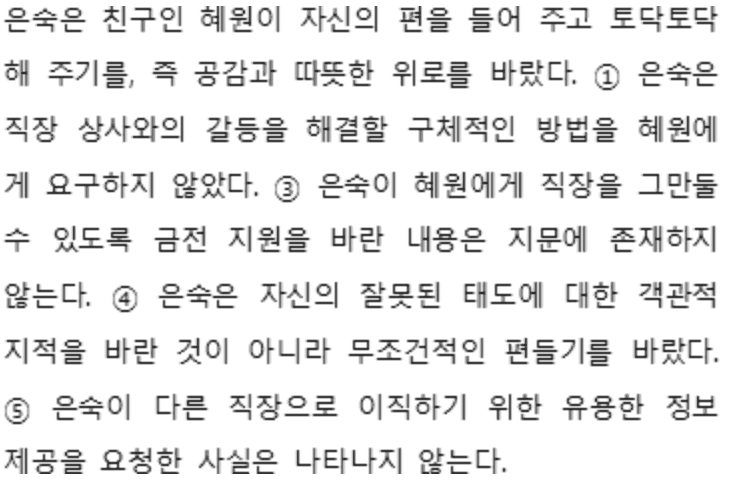 은숙은 친구인 혜원이 자신의 편을 들어 주고 토닥토닥
해 주기를, 즉 공감과 따뜻한 위로를 바랐다. ① 은숙은
직장 상사와의 갈등을 해결할 구체적인 방법을 혜원에
게 요구하지 않았다. ③ 은숙이 혜원에게 직장을 그만둘
수 있도록 금전 지원을 바란 내용은 지문에 존재하지
않는다. ④ 은숙은 자신의 잘못된 태도에 대한 객관적
지적을 바란 것이 아니라 무조건적인 편들기를 바랐다.
⑤ 은숙이 다른 직장으로 이직하기 위한 유용한 정보
제공을 요청한 사실은 나타나지 않는다.